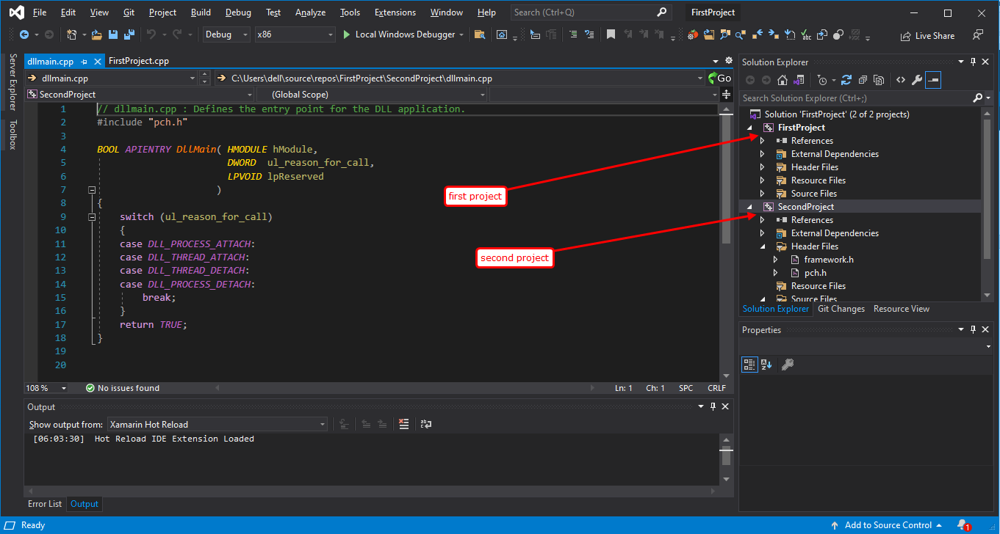 File Edit View Git Project Build Debug Test Analyze Tools Extensions Window Help Search (Ctrl+Q) FirstProject
Debug x86 Local Windows Debugger Live Share
Server Explorer
Toolbox
dllmain.cpp FirstProject.cpp
dllmain.cpp C:\Users\dell\source\repos\FirstProject\SecondProject\dllmain.cpp Go
SecondProject (Global Scope)
1 // dllmain.cpp : Defines the entry point for the DLL application.
2 #include "pch.h"
3
4 BOOL APIENTRY DllMain( HMODULE hModule,
5 DWORD ul_reason_for_call,
6 LPVOID lpReserved
7 )
8 {
9 switch (ul_reason_for_call)
10 {
11 case DLL_PROCESS_ATTACH:
12 case DLL_THREAD_ATTACH:
13 case DLL_THREAD_DETACH:
14 case DLL_PROCESS_DETACH:
15 break;
16 }
17 return TRUE;
18 }
19
20
first project
second project
108 % No issues found Ln: 1 Ch: 1 SPC CRLF
Output
Show output from: Xamarin Hot Reload
[06:03:30] Hot Reload IDE Extension Loaded
Error List Output
Solution Explorer
Search Solution Explorer (Ctrl+;)
Solution 'FirstProject' (2 of 2 projects)
FirstProject
References
External Dependencies
Header Files
Resource Files
Source Files
SecondProject
References
External Dependencies
Header Files
framework.h
pch.h
Resource Files
Source Files
Solution Explorer Git Changes Resource View
Properties
Ready Add to Source Control 1